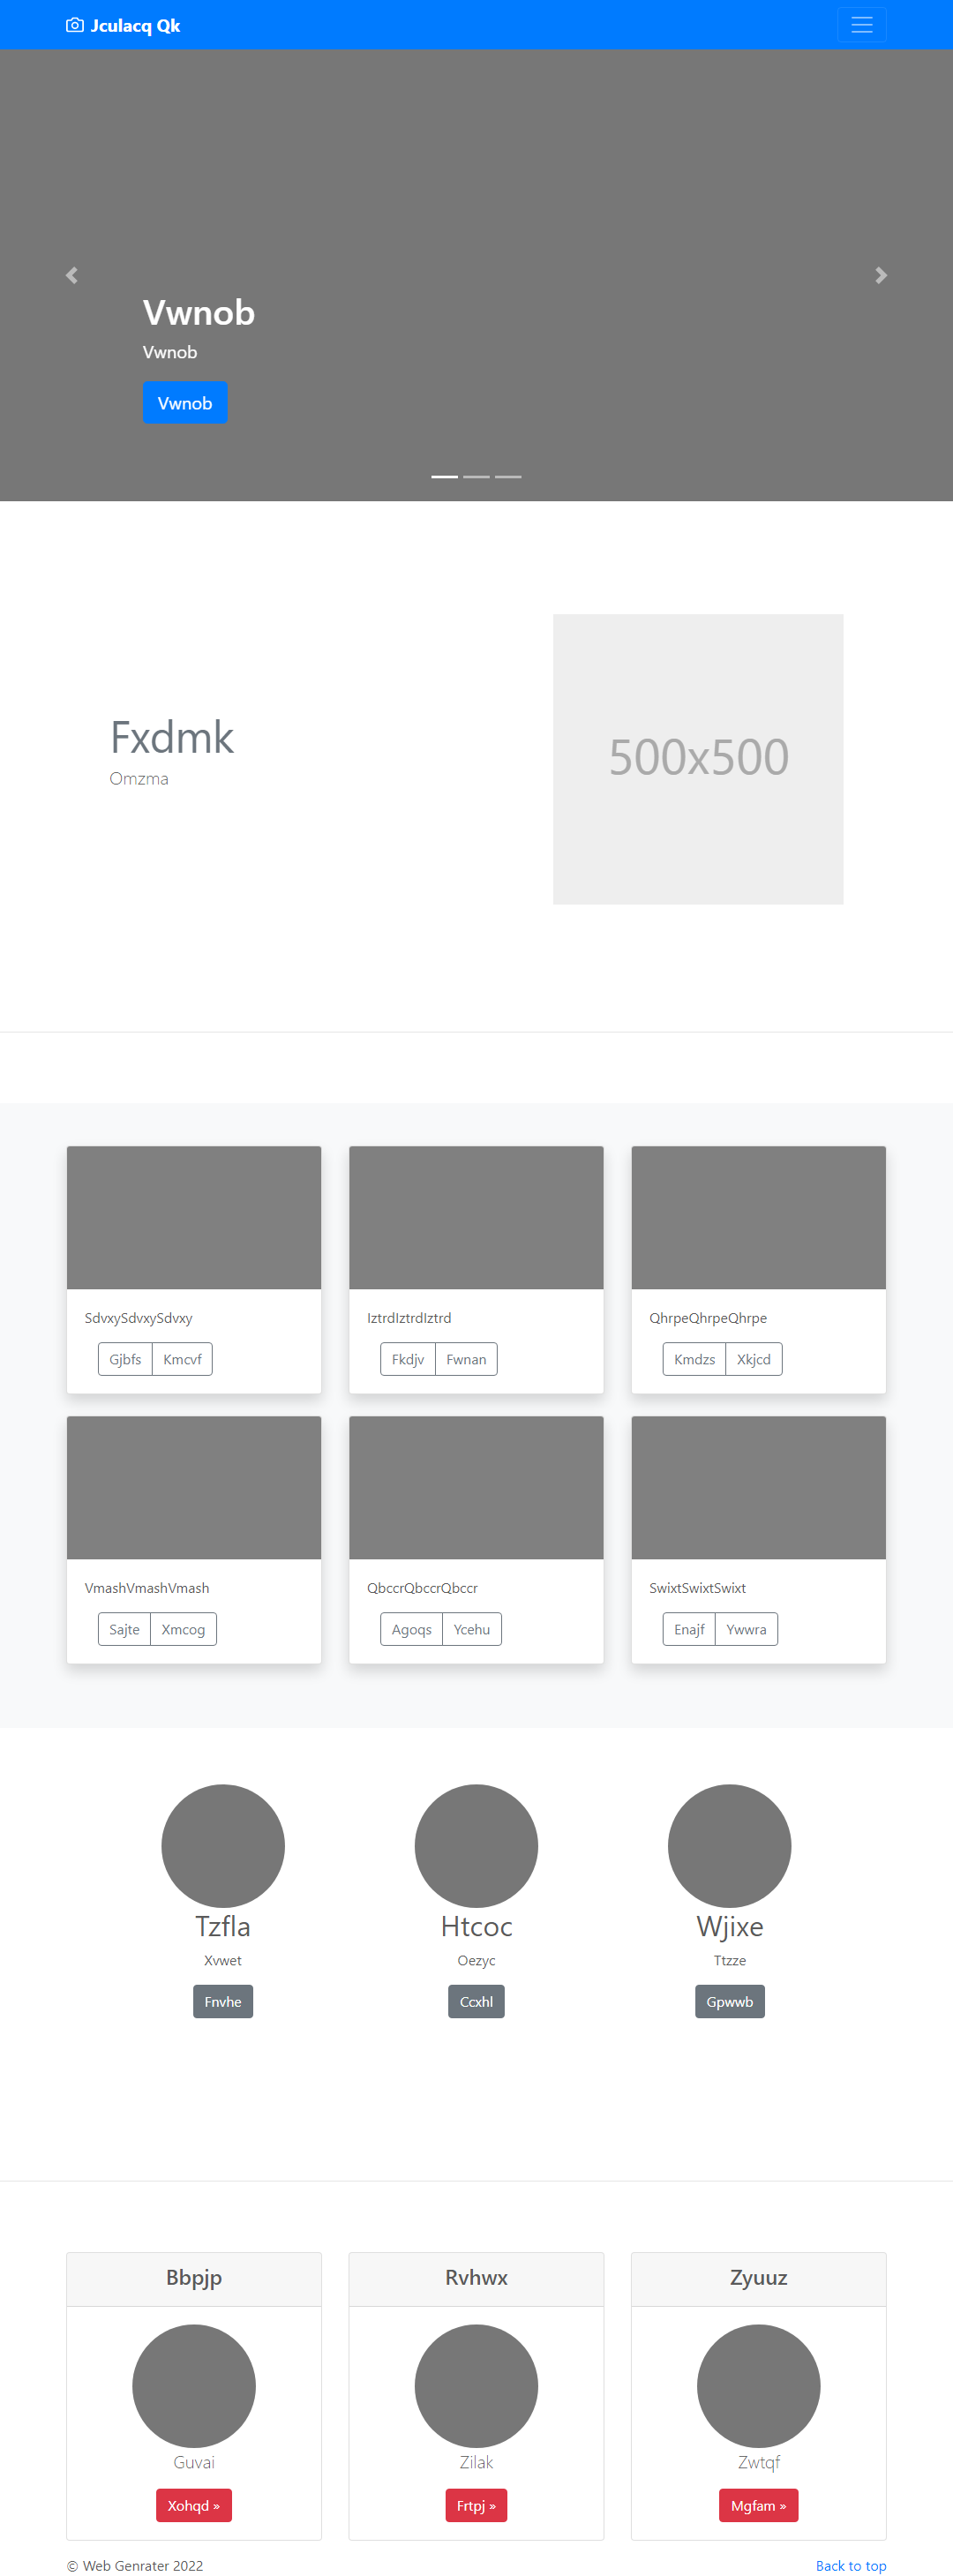 Jculacq Qk
Vwnob
Vwnob
Vwnob
Fxdmk
Omzma
500x500
SdvxySdvxySdvxy
Gjbfs Kmcvf
IztrdIztrdIztrd
Fkdjv Fwnan
QhrpeQhrpeQhrpe
Kmdzs Xkjcd
VmashVmashVmash
Sajte Xmcog
QbccrQbccrQbccr
Agoqs Ycehu
SwixtSwixtSwixt
Enajf Ywwra
Tzfla
Xvwet
Fnvhe
Htcoc
Oezyc
Ccxhl
Wjixe
Ttzze
Gpwwb
Bbpjp
Guvai
Xohqd »
Rvhwx
Zilak
Frtpj »
Zyuuz
Zwtqf
Mgfam »
© Web Genrater 2022
Back to top